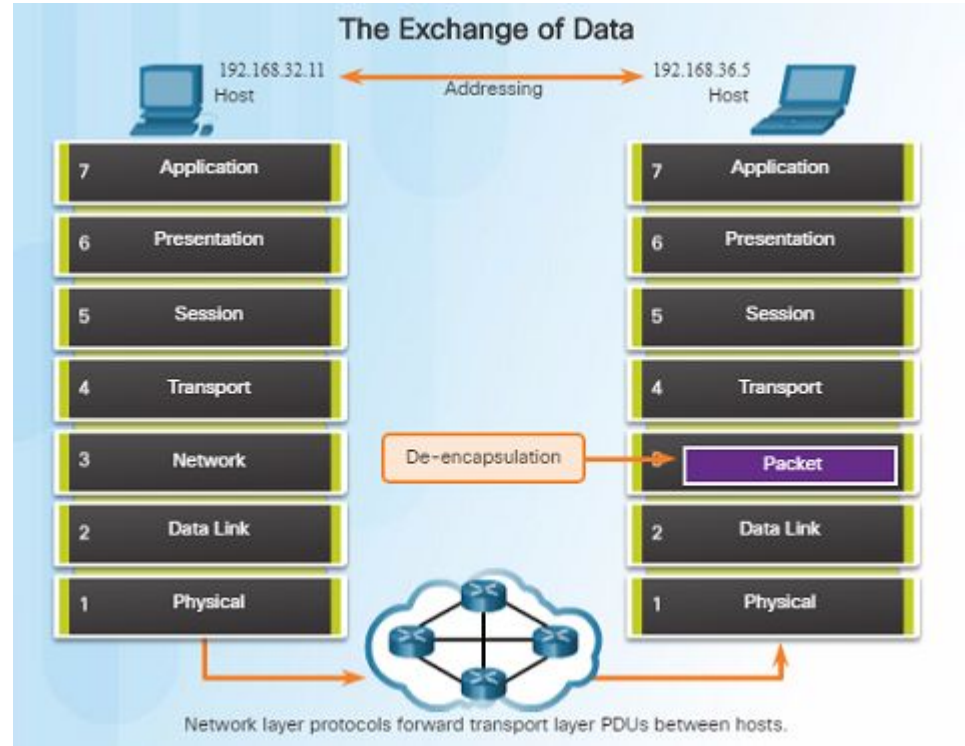 The Exchange of Data
192.168.32.11
Host
Addressing
192.168.36.5
Host
7 Application
6 Presentation
5 Session
4 Transport
3 Network
2 Data Link
1 Physical
De-encapsulation
7 Application
6 Presentation
5 Session
4 Transport
Packet
2 Data Link
1 Physical
Network layer protocols forward transport layer PDUs between hosts.